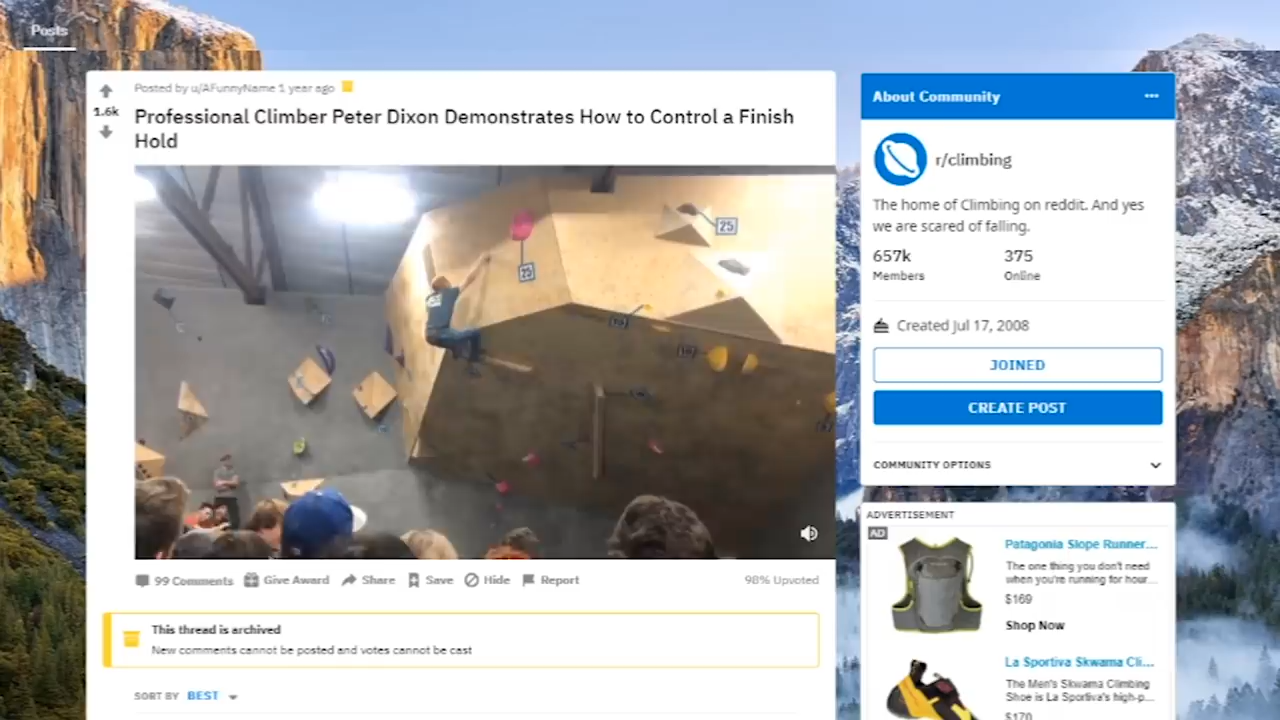 Posts
Posted by u/AFunnyName 1 year ago
1.6k
Professional Climber Peter Dixon Demonstrates How to Control a Finish
Hold
25
25
99 Comments Give Award Share Save Hide Report 98% Upvoted
This thread is archived
New comments cannot be posted and votes cannot be cast
SORT BY BEST
About Community
r/climbing
The home of Climbing on reddit. And yes
we are scared of falling.
657k 375
Members Online
Created Jul 17, 2008
JOINED
CREATE POST
COMMUNITY OPTIONS
ADVERTISEMENT
AD
Patagonia Slope Runner...
The one thing you don't need
when you're running for hour...
$169
Shop Now
La Sportiva Skwama Cli...
The Men's Skwama Climbing
Shoe is La Sportiva's high-p...
$170